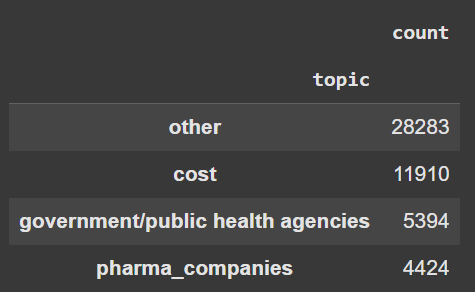 count
topic
other 28283
cost 11910
government/public health agencies 5394
pharma_companies 4424